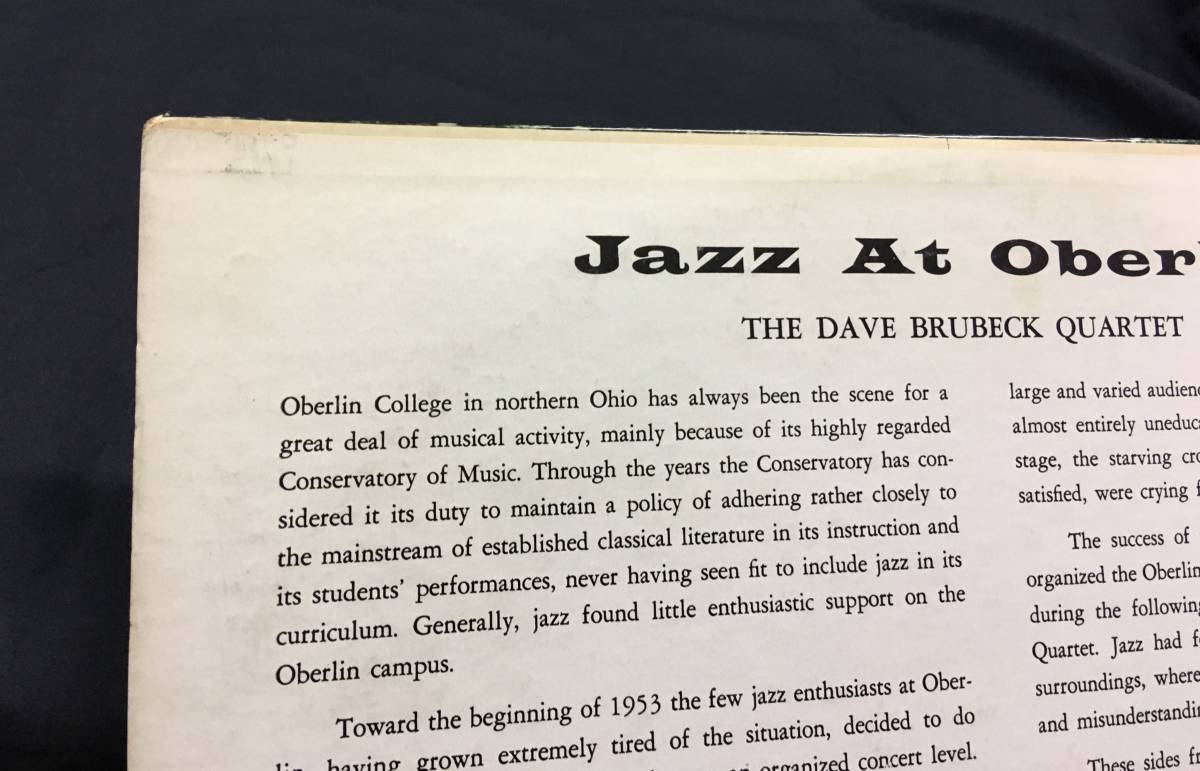 Jazz At Ober
THE DAVE BRUBECK QUARTET
Oberlin College in northern Ohio has always been the scene for a
great deal of musical activity, mainly because of its highly regarded
Conservatory of Music. Through the years the Conservatory has con-
sidered it its duty to maintain a policy of adhering rather closely to
the mainstream of established classical literature in its instruction and
its students' performances, never having seen fit to include jazz in its
curriculum. Generally, jazz found little enthusiastic support on the
Oberlin campus.
Toward the beginning of 1953 the few jazz enthusiasts at Ober-
lin, having grown extremely tired of the situation, decided to do
organized concert level.
large and varied audienc
almost entirely uneduca
stage, the starving cro
satisfied, were crying f
The success of
organized the Oberlin
during the following
Quartet. Jazz had f
surroundings, where
and misunderstandin
These sides fr